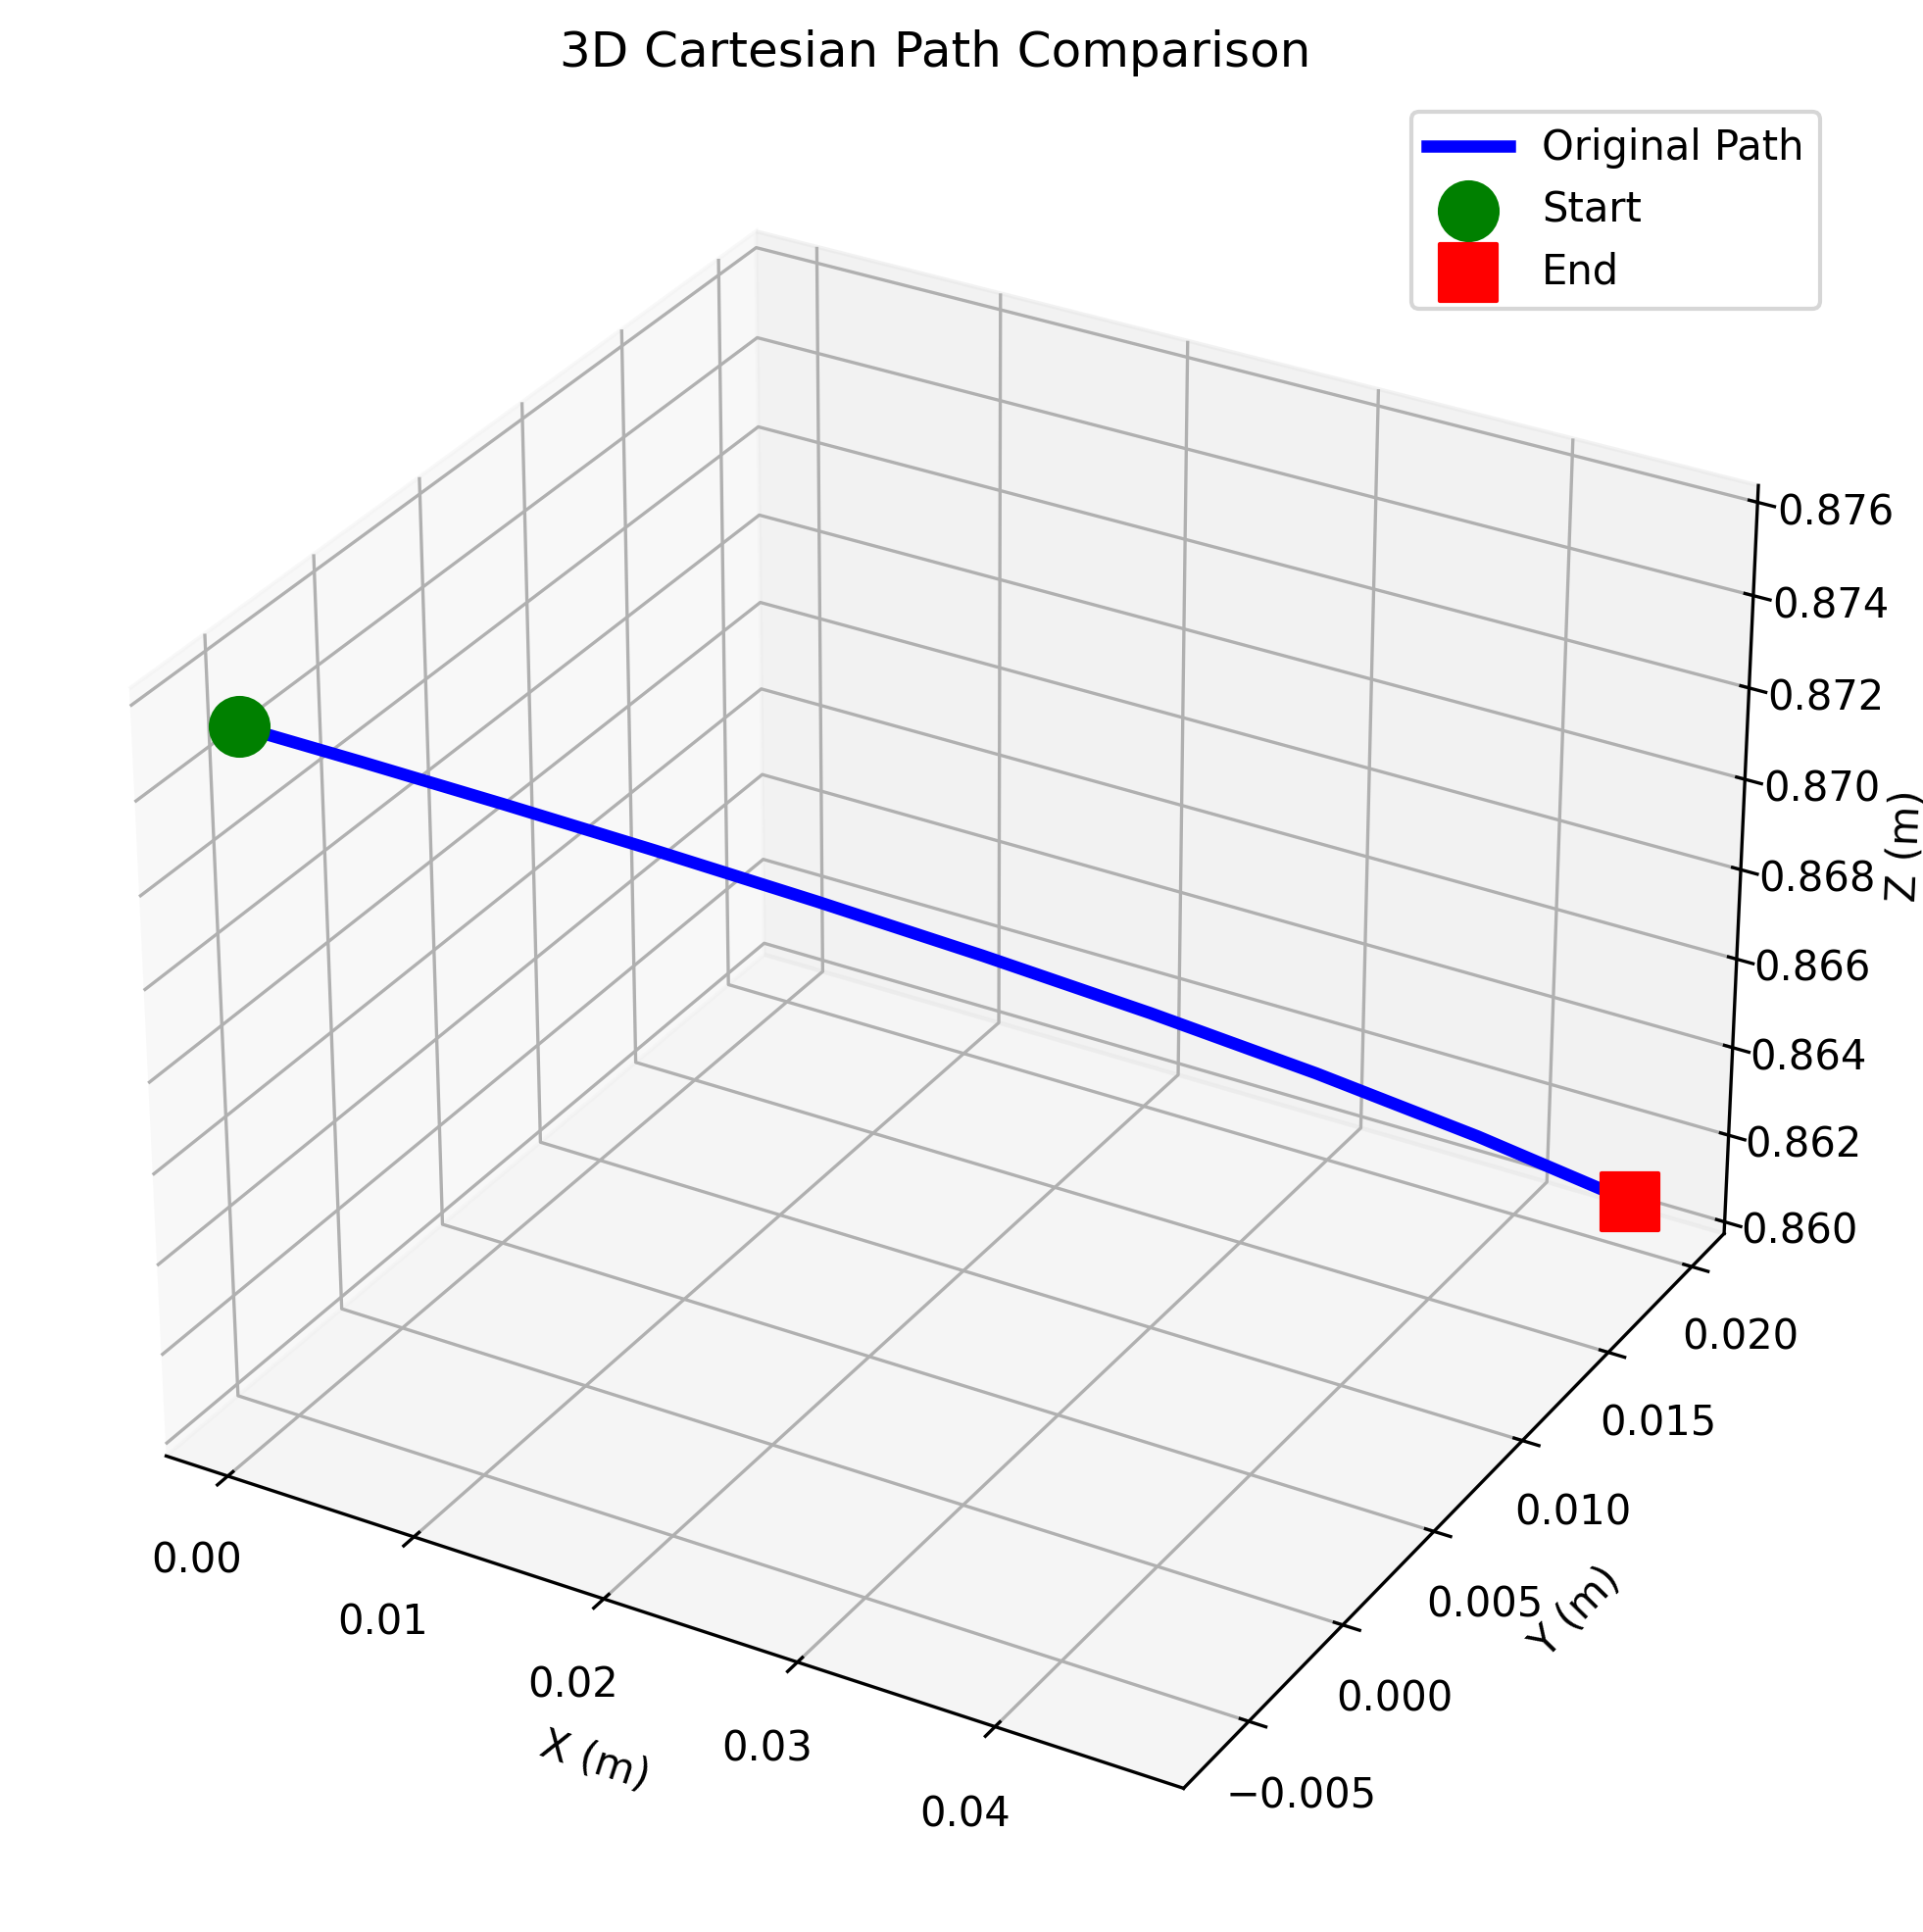 3D Cartesian Path Comparison
Original Path
Start
End
0.876
0.874
0.872
0.870
0.868
0.866
0.864
0.862
0.860
Z (m)
0.020
0.015
0.010
0.005
0.000
−0.005
Y (m)
0.00
0.01
0.02
0.03
0.04
X (m)